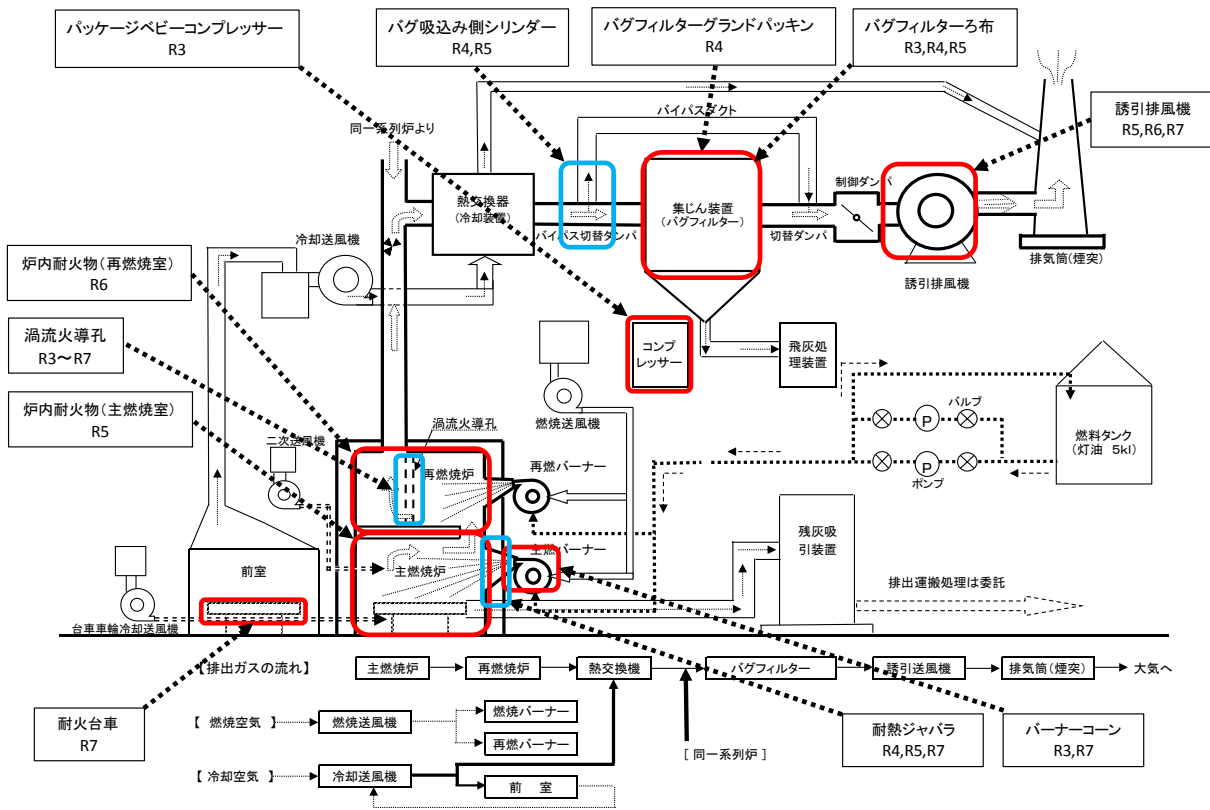 パッケージベビーコンプレッサー
R3
バグ吸込み側シリンダー
R4,R5
バグフィルターグランドパッキン
R4
バグフィルターろ布
R3,R4,R5
誘引排風機
R5,R6,R7
バイパスダクト
同一系列炉より
熱交換器
(冷却装置)
集じん装置
(バグフィルター)
制御ダンパ
バイパス切替ダンパ
切替ダンパ
誘引排風機
排気筒(煙突)
冷却送風機
炉内耐火物(再燃焼室)
R6
渦流火導孔
R3～R7
炉内耐火物(主燃焼室)
R5
コンプ
レッサー
飛灰処
理装置
燃焼送風機
バルブ
P
P
ポンプ
燃料タンク
(灯油 5kl)
二次送風機
渦流火導孔
再燃焼炉
再燃バーナー
主燃焼炉
主燃バーナー
残灰吸
引装置
排出運搬処理は委託
前室
台車車輪冷却送風機
【排出ガスの流れ】
主燃焼炉
再燃焼炉
熱交換機
バグフィルター
誘引送風機
排気筒(煙突)
大気へ
耐火台車
R7
【 燃焼空気 】
燃焼送風機
燃焼バーナー
再燃バーナー
[ 同一系列炉 ]
耐熱ジャバラ
R4,R5,R7
バーナーコーン
R3,R7
【 冷却空気 】
冷却送風機
前 室